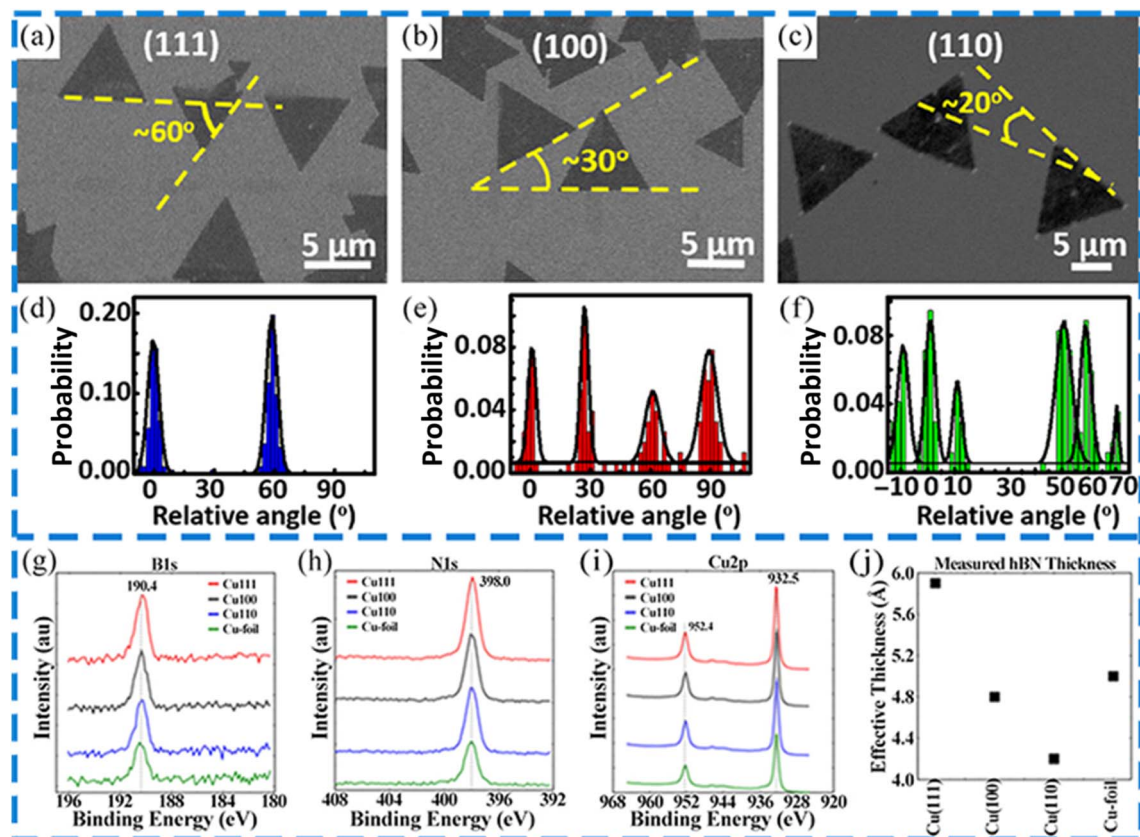 (a) (111)
~60°
5 μm
(b) (100)
~30°
5 μm
(c) (110)
~20°
5 μm
(d)
Probability
0.20
0.10
0.00
0 30 60 90
Relative angle (°)
(e)
Probability
0.08
0.04
0.00
0 30 60 90
Relative angle (°)
(f)
Probability
0.08
0.04
0.00
−10 0 10 30 50 60 70
Relative angle (°)
(g) B1s
190.4
Cu111
Cu100
Cu110
Cu-foil
Intensity (au)
196 192 188 184 180
Binding Energy (eV)
(h) N1s
398.0
Cu111
Cu100
Cu110
Cu-foil
Intensity (au)
408 404 400 396 392
Binding Energy (eV)
(i) Cu2p
932.5
952.4
Cu111
Cu100
Cu110
Cu-foil
Intensity (au)
968 960 952 944 936 928 920
Binding Energy (eV)
(j) Measured hBN Thickness
Effective Thickness (Å)
6.0
5.6
5.2
4.8
4.4
4.0
Cu(111)
Cu(100)
Cu(110)
Cu-foil